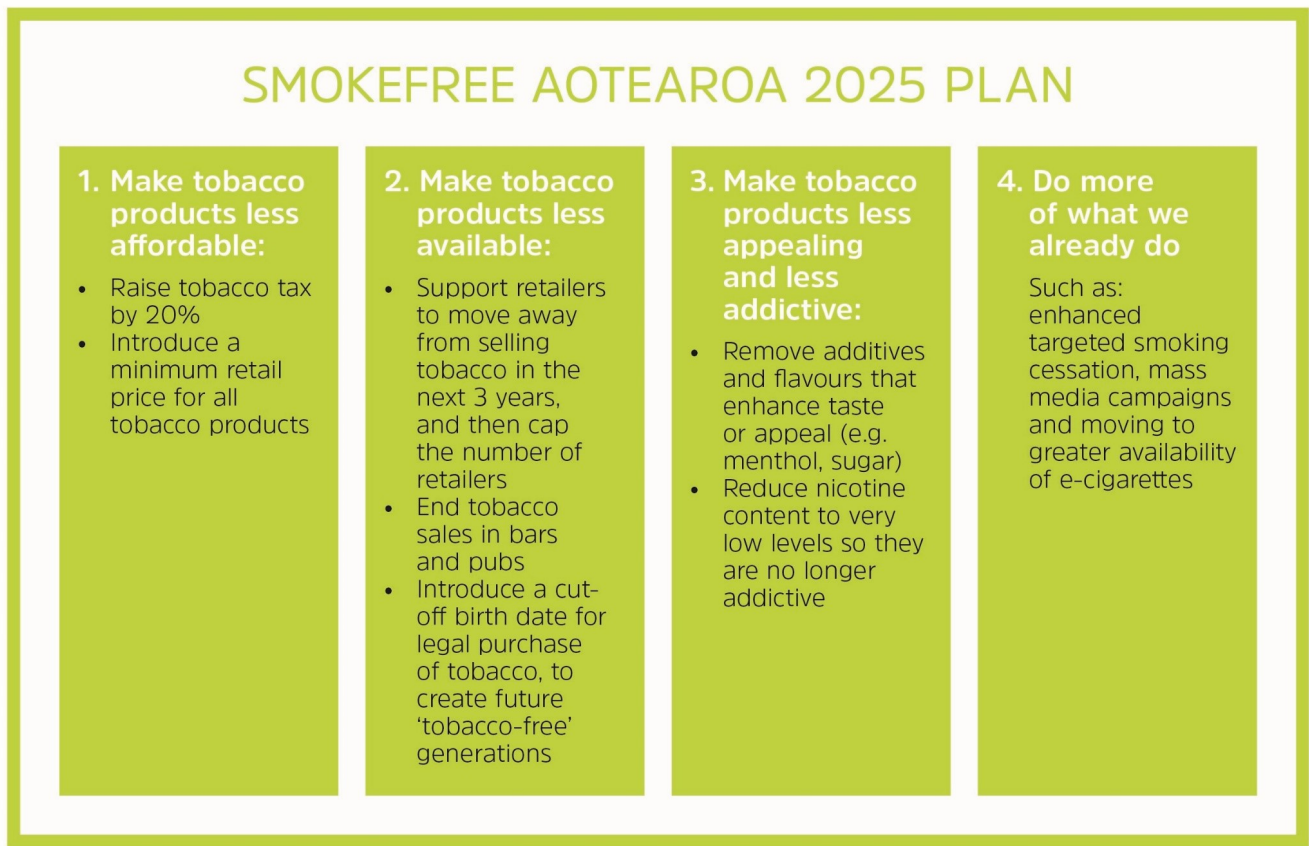 SMOKEFREE AOTEAROA 2025 PLAN
1. Make tobacco
products less
affordable:
• Raise tobacco tax
by 20%
• Introduce a
minimum retail
price for all
tobacco products
2. Make tobacco
products less
available:
• Support retailers
to move away
from selling
tobacco in the
next 3 years,
and then cap
the number of
retailers
• End tobacco
sales in bars
and pubs
• Introduce a cut-
off birth date for
legal purchase
of tobacco, to
create future
‘tobacco-free’
generations
3. Make tobacco
products less
appealing
and less
addictive:
• Remove additives
and flavours that
enhance taste
or appeal (e.g.
menthol, sugar)
• Reduce nicotine
content to very
low levels so they
are no longer
addictive
4. Do more
of what we
already do
Such as:
enhanced
targeted smoking
cessation, mass
media campaigns
and moving to
greater availability
of e-cigarettes